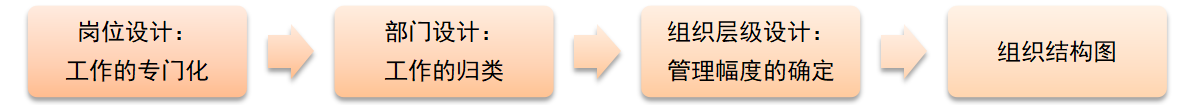 岗位设计：
工作的专门化
部门设计：
工作的归类
组织层级设计：
管理幅度的确定
组织结构图